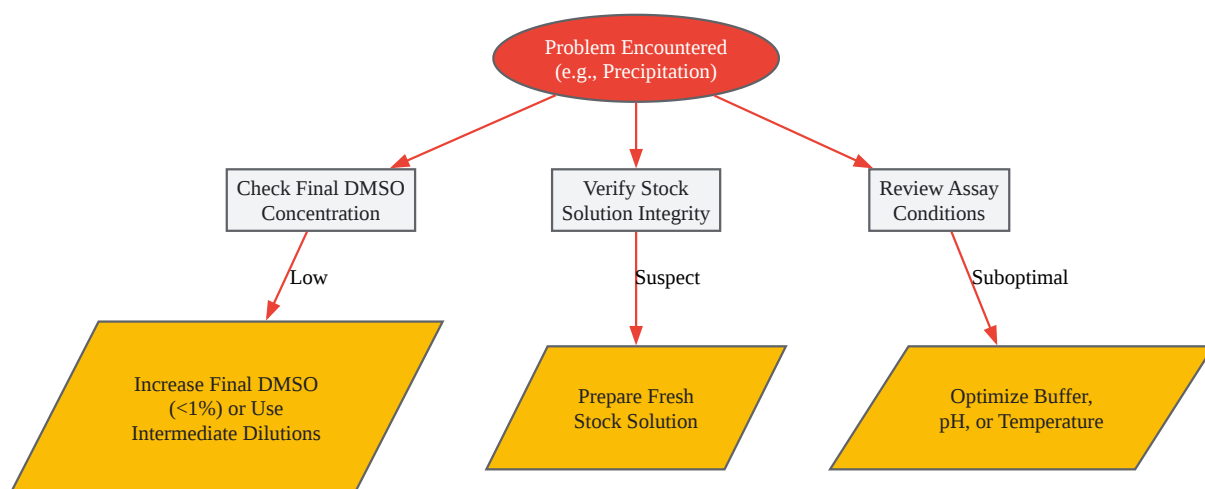 Problem Encountered
(e.g., Precipitation)
Check Final DMSO
Concentration
Verify Stock
Solution Integrity
Review Assay
Conditions
Low
Suspect
Suboptimal
Increase Final DMSO
(<1%) or Use
Intermediate Dilutions
Prepare Fresh
Stock Solution
Optimize Buffer,
pH, or Temperature